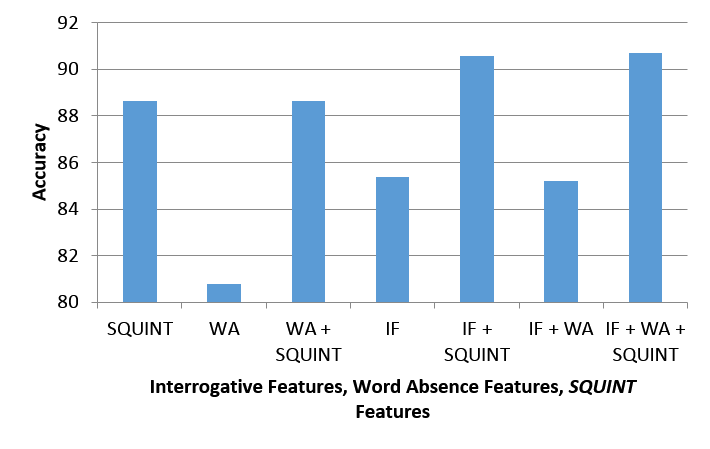 92
90
88
86
84
82
80
Accuracy
SQUINT WA WA + IF IF + IF + WA IF + WA +
SQUINT SQUINT SQUINT
Interrogative Features, Word Absence Features, SQUINT
Features